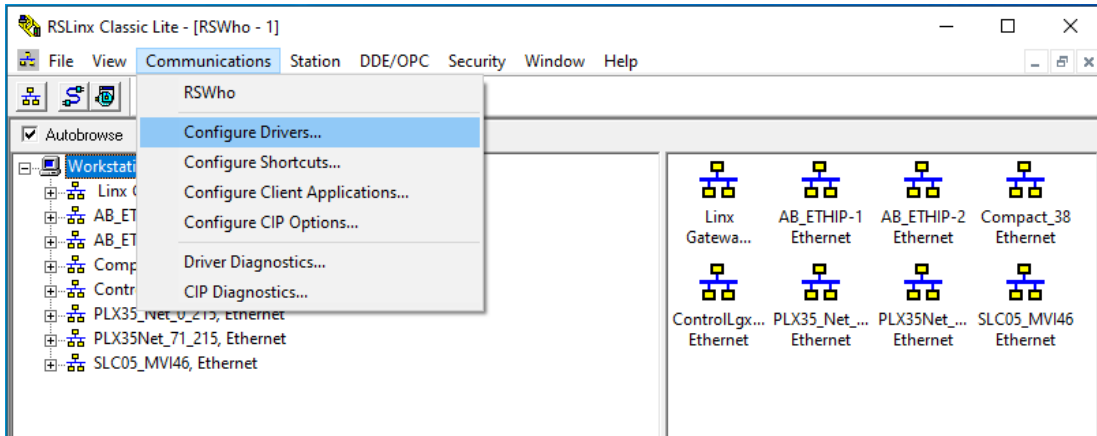 RSLinx Classic Lite - [RSWho - 1]
File View Communications Station DDE/OPC Security Window Help
RSWho
Autobrowse
Configure Drivers...
Configure Shortcuts...
Configure Client Applications...
Configure CIP Options...
Driver Diagnostics...
CIP Diagnostics...
Workstati
Linx
AB_ET
AB_ET
Comp
Contr
PLX35_Net_0_215, Ethernet
PLX35Net_71_215, Ethernet
SLC05_MVI46, Ethernet
Linx AB_ETHIP-1 AB_ETHIP-2 Compact_38
Gatewa... Ethernet Ethernet Ethernet
ControlLgx... PLX35_Net_... PLX35Net_... SLC05_MVI46
Ethernet Ethernet Ethernet Ethernet